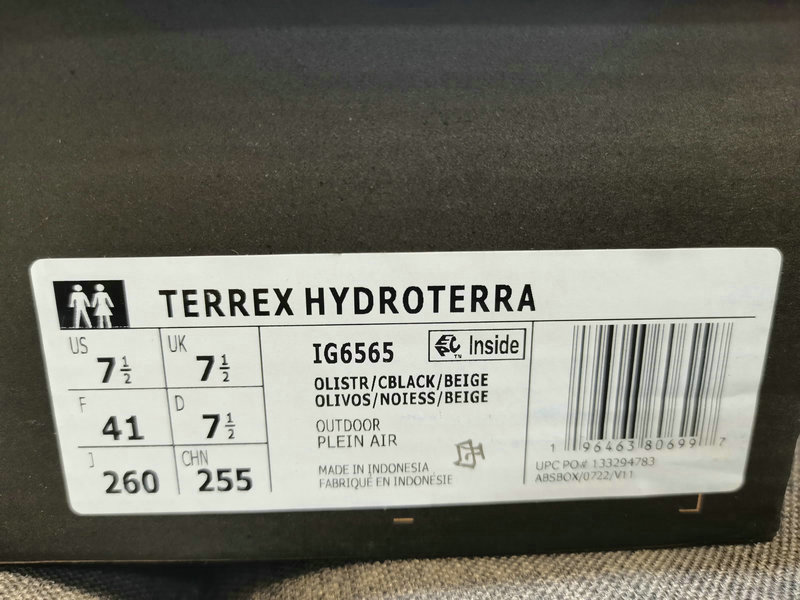 TERREX HYDROTERRA
US 7½ UK 7½
F 41 D 7½
J 260 CHN 255
IG6565 TN Inside
OLISTR/CBLACK/BEIGE
OLIVOS/NOIESS/BEIGE
OUTDOOR
PLEIN AIR
MADE IN INDONESIA
FABRIQUÉ EN INDONÉSIE
1 96463 80699 7
UPC PO# 133294783
ABSBOX/0722/V11